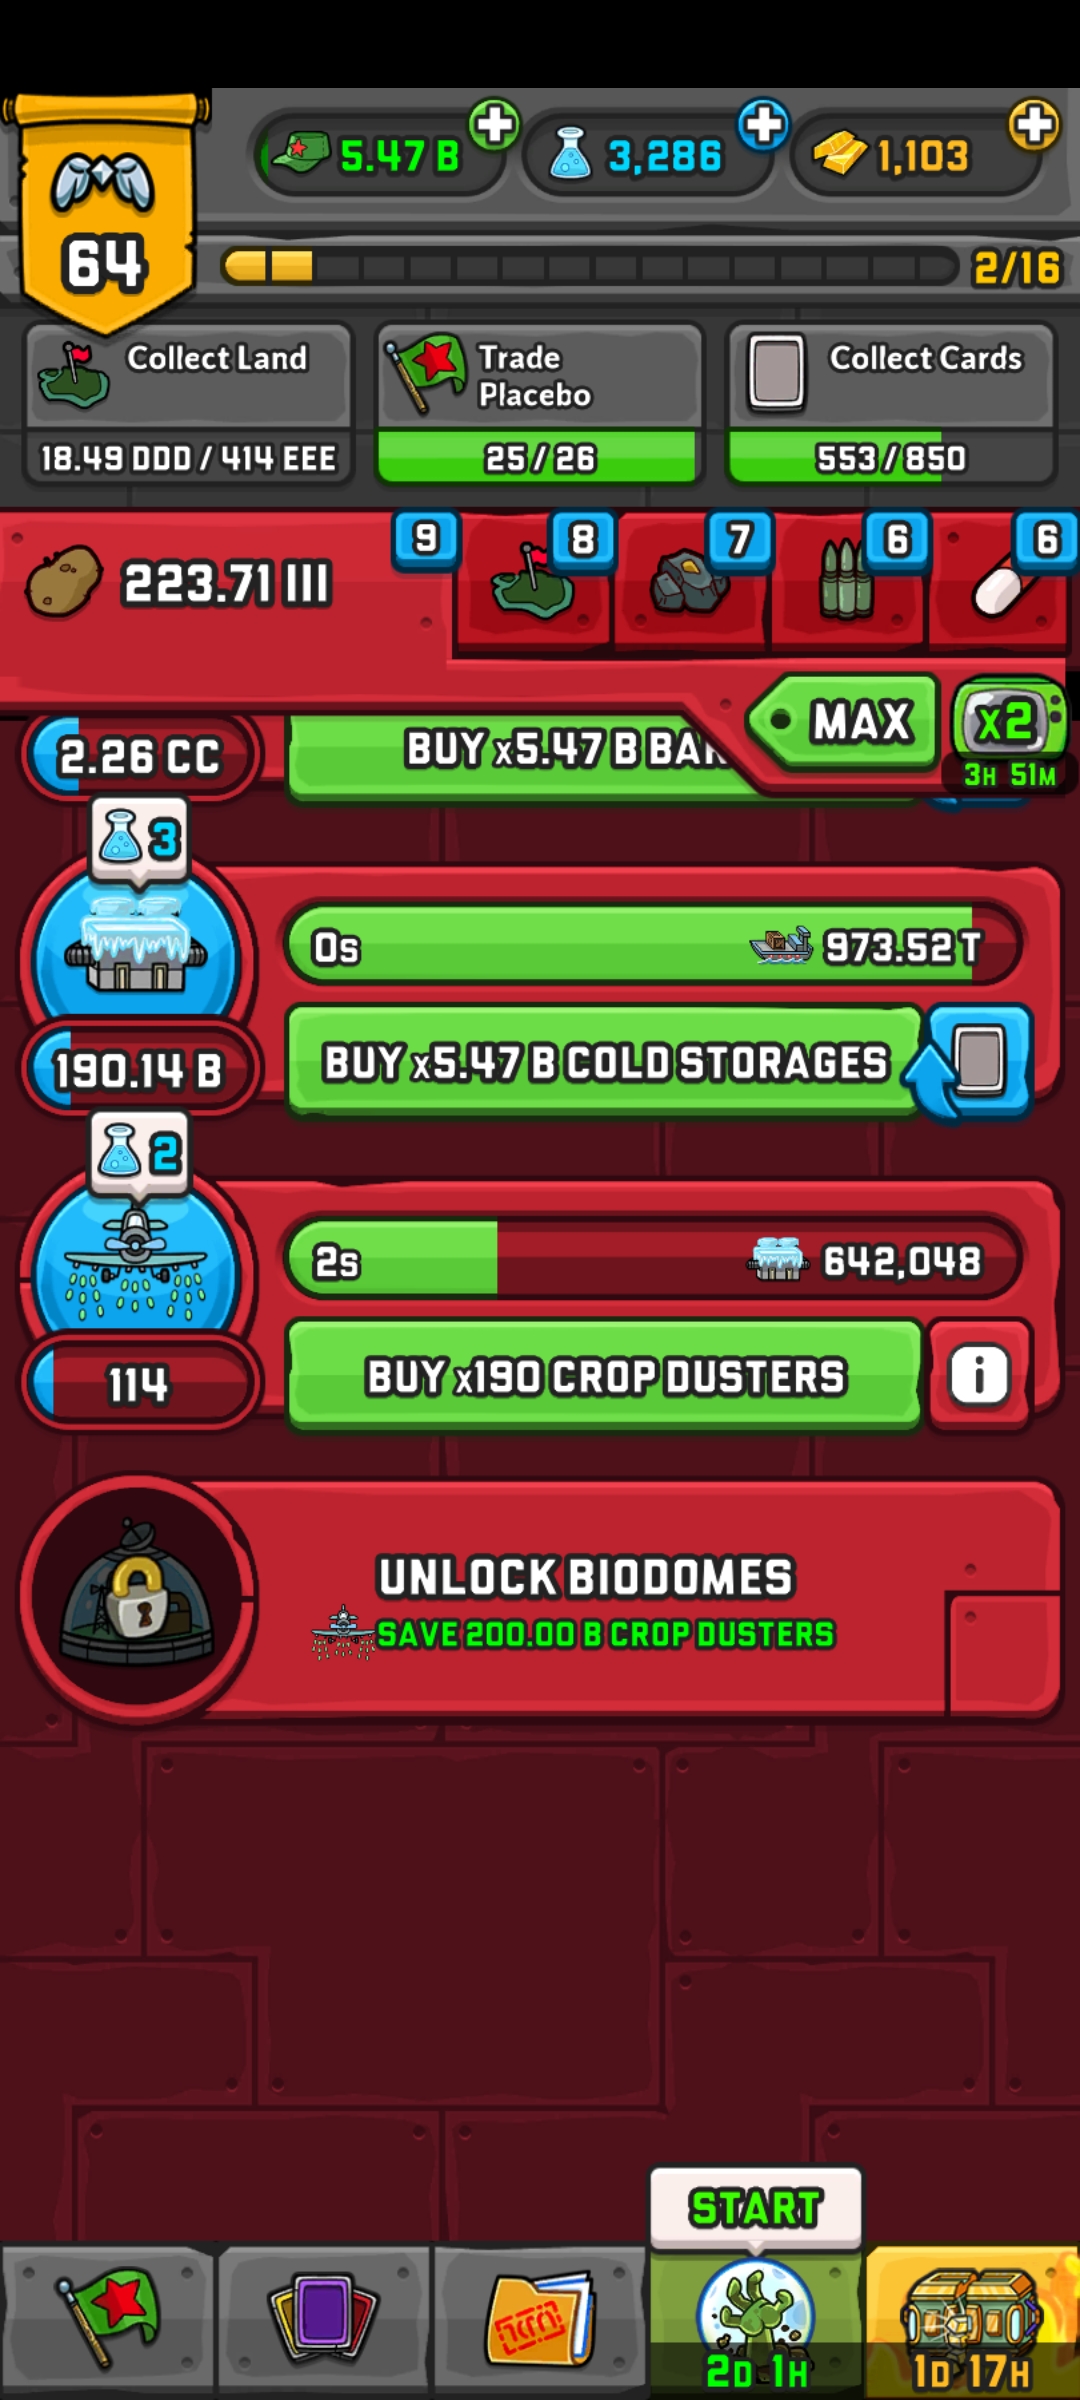 5.47 B
3,286
1,103
64
2/16
Collect Land
Trade
Placebo
Collect Cards
18.49 DDD / 414 EEE
25 / 26
553 / 850
223.71 III
9
8
7
6
6
MAX
x2
3H 51M
2.26 CC
BUY x5.47 B
3
0s
973.52 T
190.14 B
BUY x5.47 B COLD STORAGES
2
2s
642,048
114
BUY x190 CROP DUSTERS
i
UNLOCK BIODOMES
SAVE 200.00 B CROP DUSTERS
START
2D 1H
1D 17H